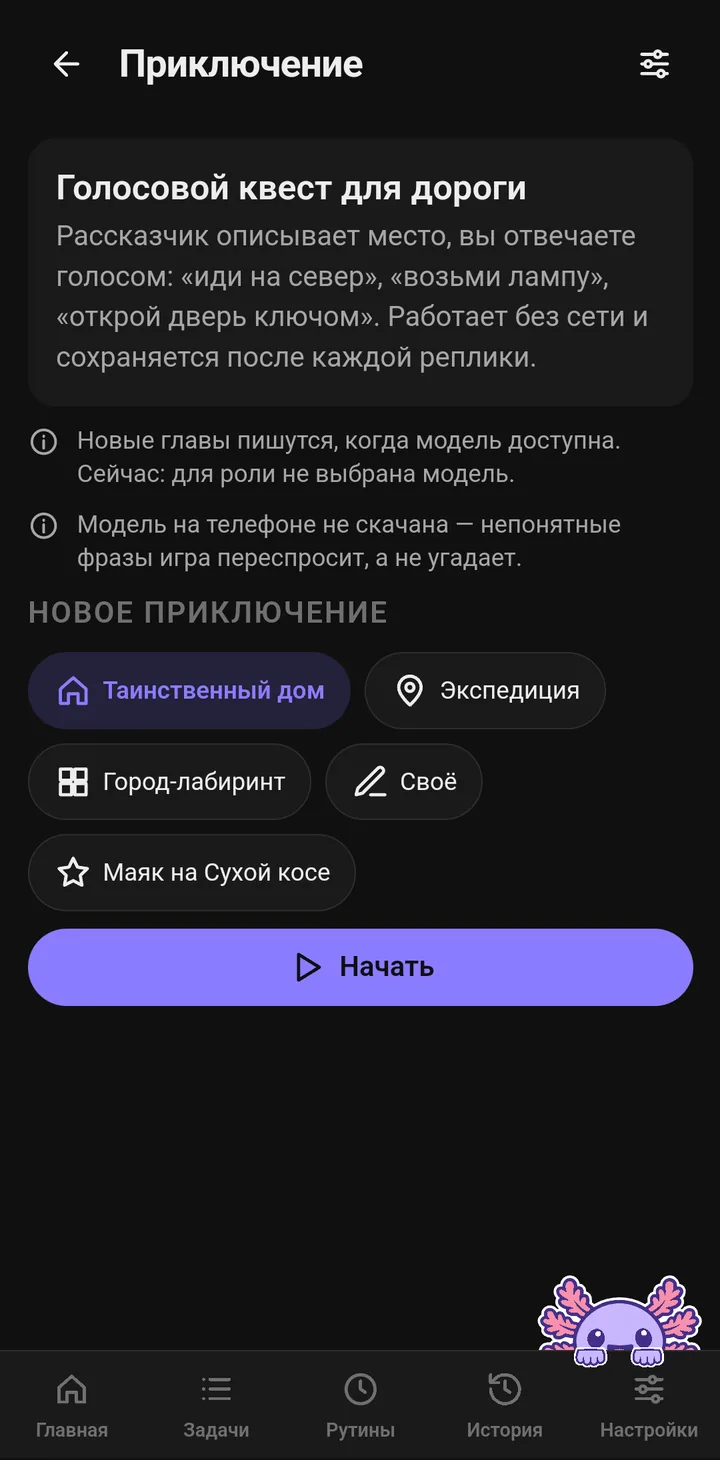 Приключение
Голосовой квест для дороги
Рассказчик описывает место, вы отвечаете
голосом: «иди на север», «возьми лампу»,
«открой дверь ключом». Работает без сети и
сохраняется после каждой реплики.
Новые главы пишутся, когда модель доступна.
Сейчас: для роли не выбрана модель.
Модель на телефоне не скачана — непонятные
фразы игра переспросит, а не угадает.
НОВОЕ ПРИКЛЮЧЕНИЕ
Таинственный дом
Экспедиция
Город-лабиринт
Своё
Маяк на Сухой косе
Начать
Главная
Задачи
Рутины
История
Настройки